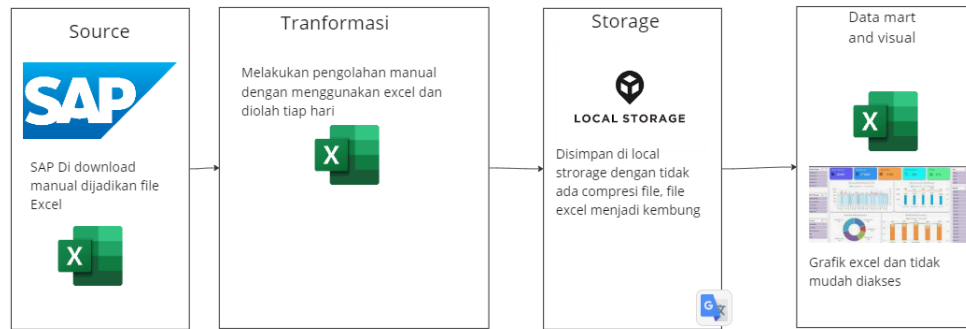 Source
SAP
SAP Di download
manual dijadikan file
Excel
X
Tranformasi
Melakukan pengolahan manual
dengan menggunakan excel dan
diolah tiap hari
X
Storage
LOCAL STORAGE
Disimpan di local
strorage dengan tidak
ada compresi file, file
excel menjadi kembung
G
Data mart
and visual
X
Grafik excel dan tidak
mudah diakses